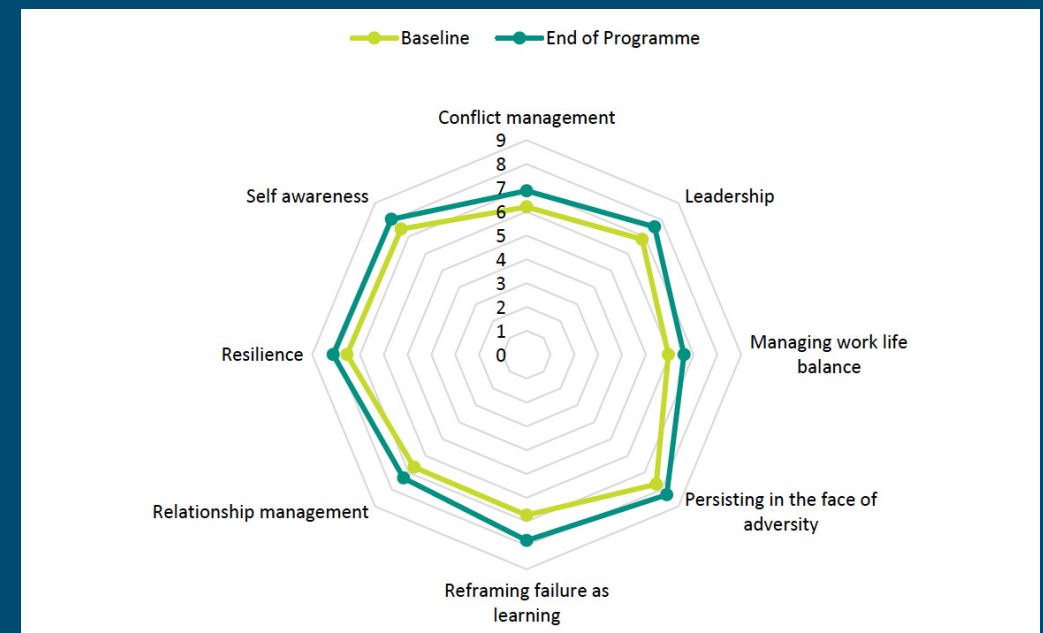 Baseline
End of Programme
Conflict management
9
8
7
6
5
4
3
2
1
0
Leadership
Managing work life
balance
Persisting in the face of
adversity
Reframing failure as
learning
Relationship management
Resilience
Self awareness